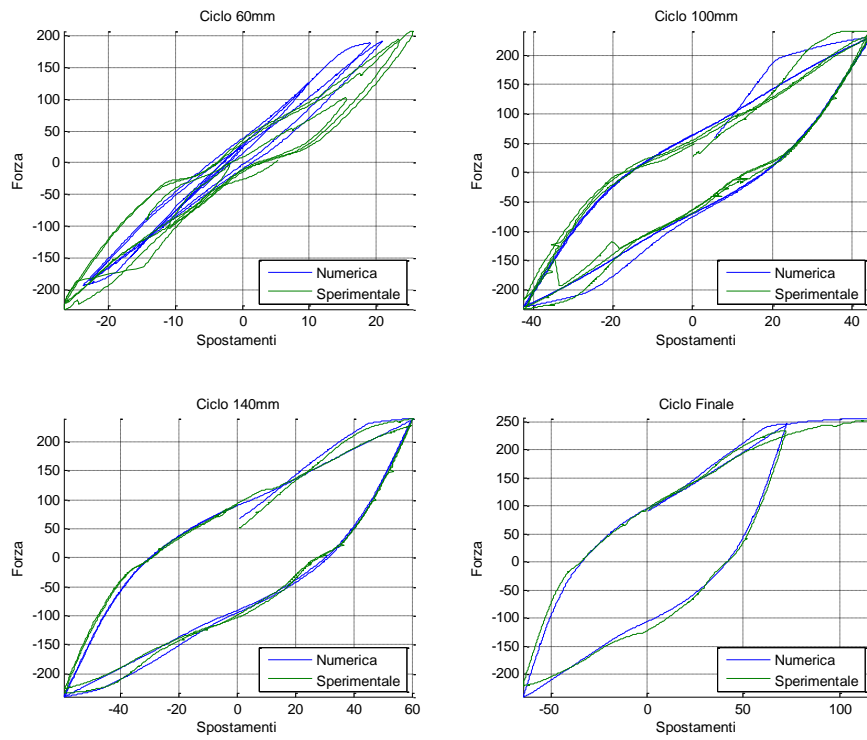 Ciclo 60mm
200
150
100
50
0
-50
-100
-150
-200
Forza
-20
-10
0
10
20
Spostamenti
Numerica
Sperimentale
Ciclo 100mm
200
150
100
50
0
-50
-100
-150
-200
Forza
-40
-20
0
20
40
Spostamenti
Numerica
Sperimentale
Ciclo 140mm
200
150
100
50
0
-50
-100
-150
-200
Forza
-40
-20
0
20
40
60
Spostamenti
Numerica
Sperimentale
Ciclo Finale
250
200
150
100
50
0
-50
-100
-150
-200
Forza
-50
0
50
100
Spostamenti
Numerica
Sperimentale